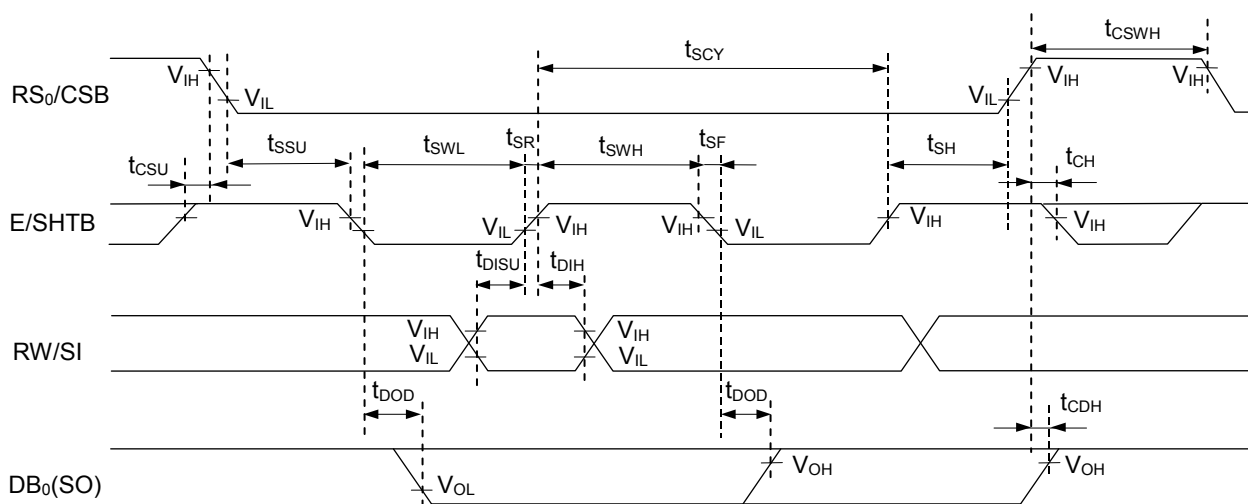 tCSWH
tSCY
VIH
VIH
VIH
RS0/CSB
VIL
VIL
tSSU
tSWL
tSR
tSWH
tSF
tSH
tCSU
tCH
E/SHTB
VIH
VIL
VIH
VIH
VIL
VIH
VIH
tDISU
tDIH
VIH
VIH
RW/SI
VIL
VIL
tDOD
tDOD
tCDH
DB0(SO)
VOL
VOH
VOH